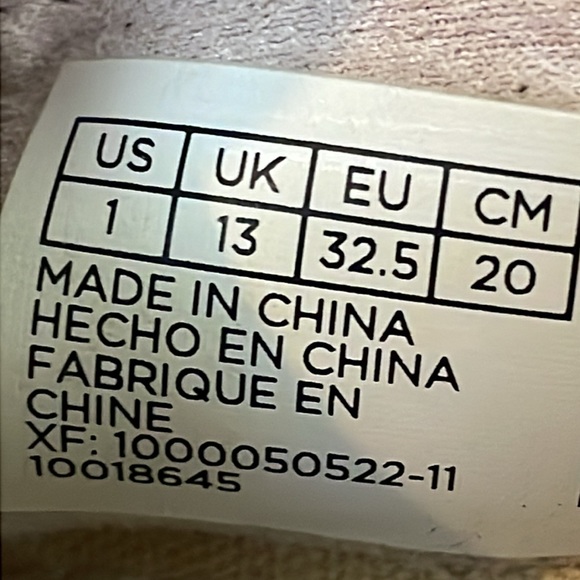 US UK EU CM
1 13 32.5 20
MADE IN CHINA
HECHO EN CHINA
FABRIQUE EN
CHINE
XF: 1000050522-11
10018645